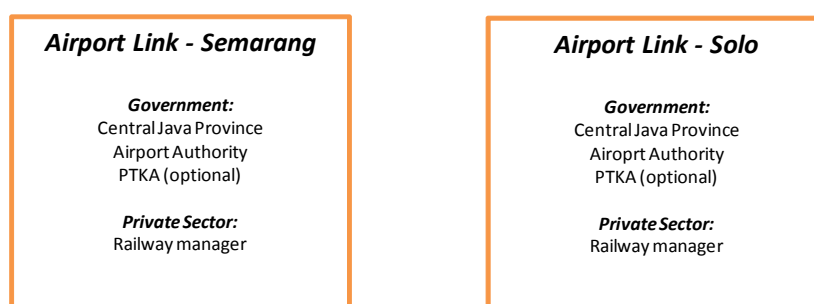 Airport Link - Semarang
Government:
Central Java Province
Airport Authority
PTKA (optional)
Private Sector:
Railway manager
Airport Link - Solo
Government:
Central Java Province
Airoprt Authority
PTKA (optional)
Private Sector:
Railway manager